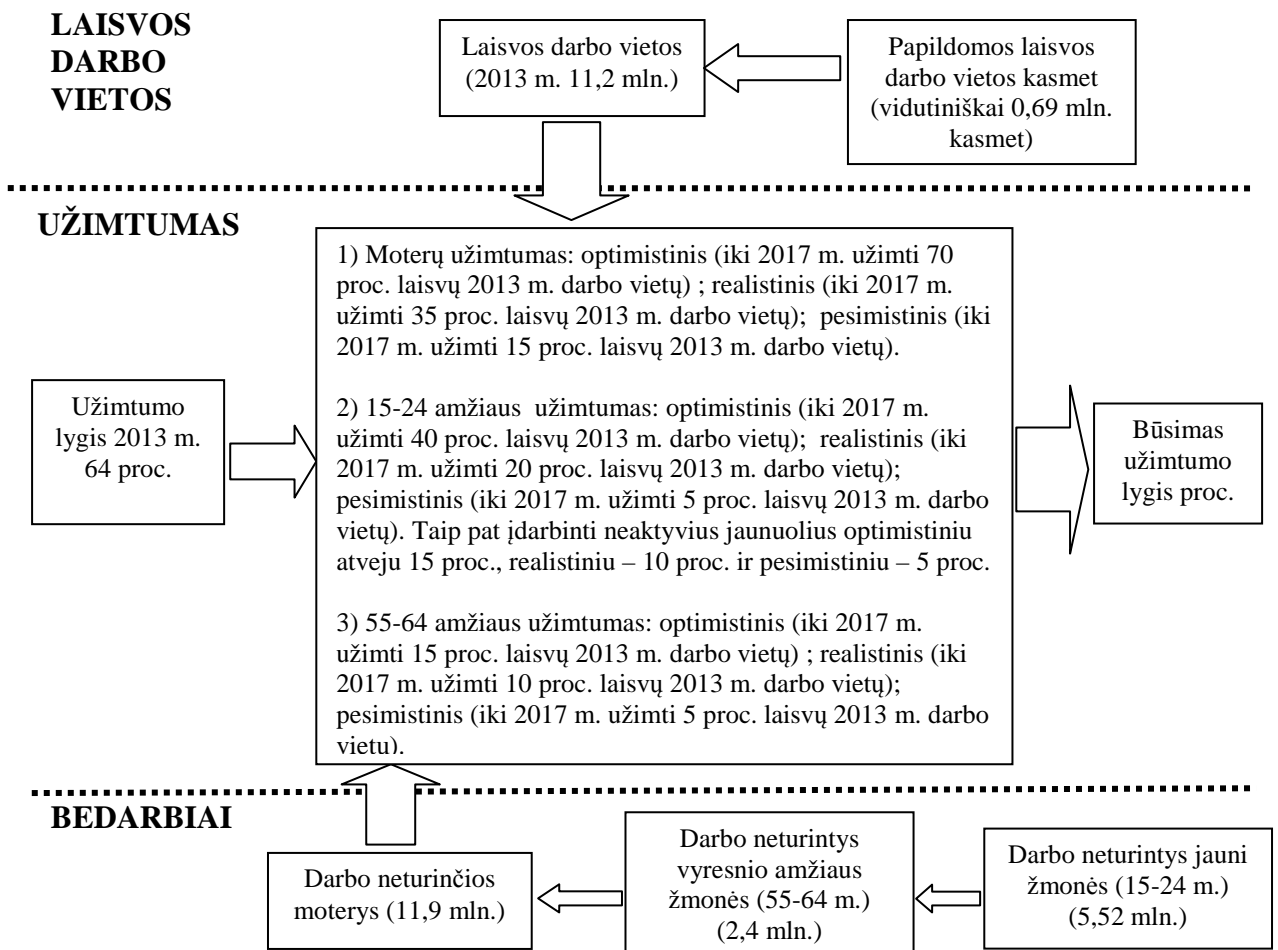 LAISVOS
DARBO
VIETOS
Laisvos darbo vietos
(2013 m. 11,2 mln.)
Papildomos laisvos
darbo vietos kasmet
(vidutiniškai 0,69 mln.
kasmet)
UŽIMTUMAS
1) Moterų užimtumas: optimistinis (iki 2017 m. užimti 70
proc. laisvų 2013 m. darbo vietų) ; realistinis (iki 2017 m.
užimti 35 proc. laisvų 2013 m. darbo vietų); pesimistinis (iki
2017 m. užimti 15 proc. laisvų 2013 m. darbo vietų).
2) 15-24 amžiaus užimtumas: optimistinis (iki 2017 m.
užimti 40 proc. laisvų 2013 m. darbo vietų); realistinis (iki
2017 m. užimti 20 proc. laisvų 2013 m. darbo vietų);
pesimistinis (iki 2017 m. užimti 5 proc. laisvų 2013 m. darbo
vietų). Taip pat įdarbinti neaktyvius jaunuolius optimistiniu
atveju 15 proc., realistiniu – 10 proc. ir pesimistiniu – 5 proc.
3) 55-64 amžiaus užimtumas: optimistinis (iki 2017 m.
užimti 15 proc. laisvų 2013 m. darbo vietų) ; realistinis (iki
2017 m. užimti 10 proc. laisvų 2013 m. darbo vietų);
pesimistinis (iki 2017 m. užimti 5 proc. laisvų 2013 m. darbo
vietų).
Užimtumo
lygis 2013 m.
64 proc.
Būsimas
užimtumo
lygis proc.
BEDARBIAI
Darbo neturinčios
moterys (11,9 mln.)
Darbo neturintys
vyresnio amžiaus
žmonės (55-64 m.)
(2,4 mln.)
Darbo neturintys jauni
žmonės (15-24 m.)
(5,52 mln.)